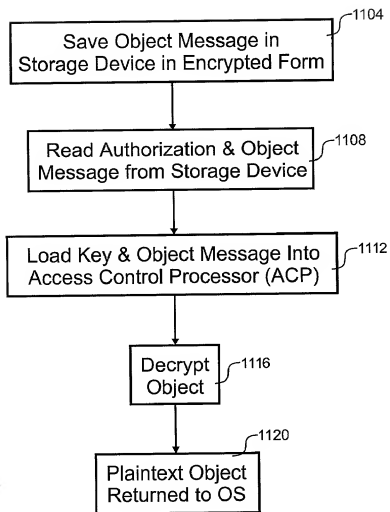 1104
Save Object Message in
Storage Device in Encrypted Form
1108
Read Authorization & Object
Message from Storage Device
1112
Load Key & Object Message Into
Access Control Processor (ACP)
1116
Decrypt
Object
1120
Plaintext Object
Returned to OS